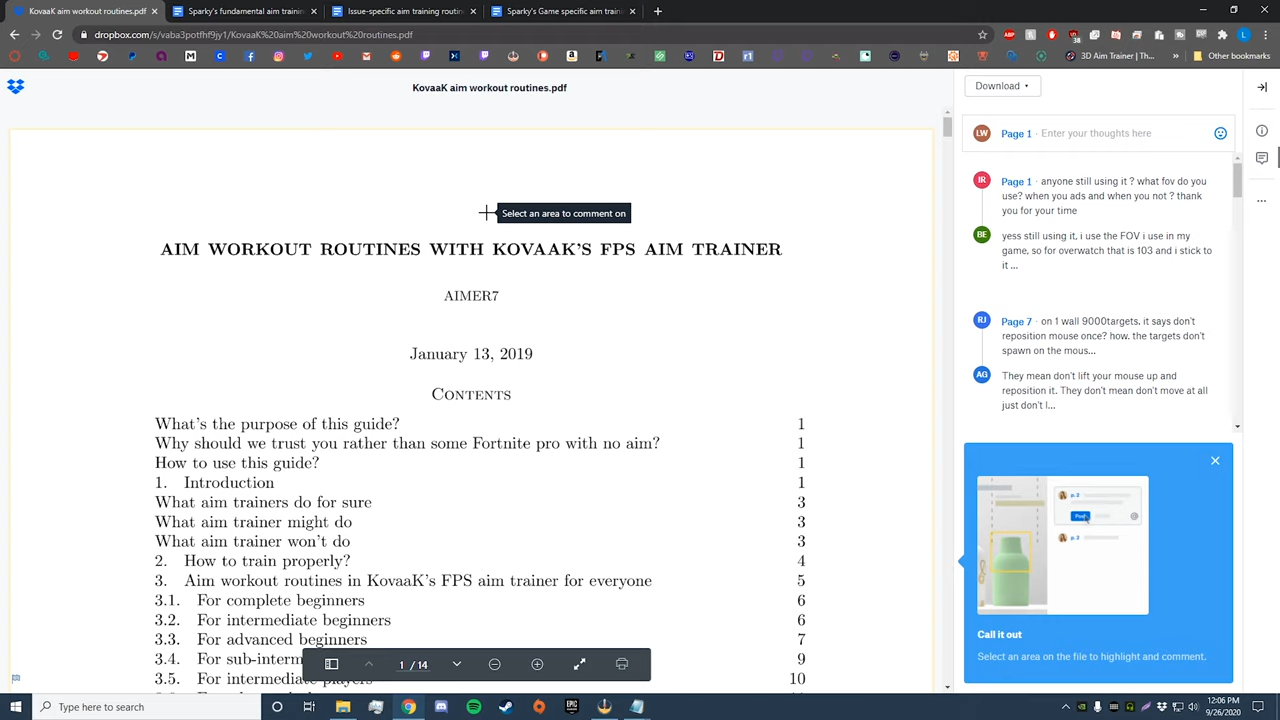 KovaaK aim workout routines.pdf
Sparky's fundamental aim trainin
Issue-specific aim training routine
Sparky's Game specific aim trainin
dropbox.com/s/vaba3potfhf9jy1/KovaaK%20aim%20workout%20routines.pdf
3D Aim Trainer | Th...
Other bookmarks
KovaaK aim workout routines.pdf
Download
Select an area to comment on
AIM WORKOUT ROUTINES WITH KOVAAK'S FPS AIM TRAINER
AIMER7
January 13, 2019
Contents
What's the purpose of this guide? 1
Why should we trust you rather than some Fortnite pro with no aim? 1
How to use this guide? 1
1. Introduction 1
What aim trainers do for sure 3
What aim trainer might do 3
What aim trainer won't do 3
2. How to train properly? 4
3. Aim workout routines in KovaaK's FPS aim trainer for everyone 5
3.1. For complete beginners 6
3.2. For intermediate beginners 6
3.3. For advanced beginners 7
3.4. For sub-interm 9
3.5. For intermediate players 10
1 / 14
LW Page 1 · Enter your thoughts here
IR Page 1 · anyone still using it ? what fov do you
use? when you ads and when you not ? thank
you for your time
BE yess still using it, i use the FOV i use in my
game, so for overwatch that is 103 and i stick to
it ...
RJ Page 7 · on 1 wall 9000targets. it says don't
reposition mouse once? how. the targets don't
spawn on the mous...
AG They mean don't lift your mouse up and
reposition it. They don't mean don't move at all
just don't l...
p.2
Post
p.2
Call it out
Select an area on the file to highlight and comment.
Type here to search
12:06 PM
9/26/2020